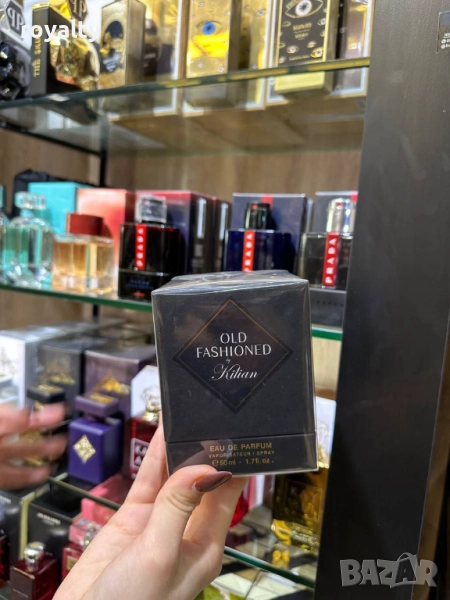 royall
PRADA
PRADA
PRADA
OLD
FASHIONED
by
Kilian
EAU DE PARFUM
VAPORISATEUR / SPRAY
℮ 50 ml - 1.7 fl.oz.
BAZAR